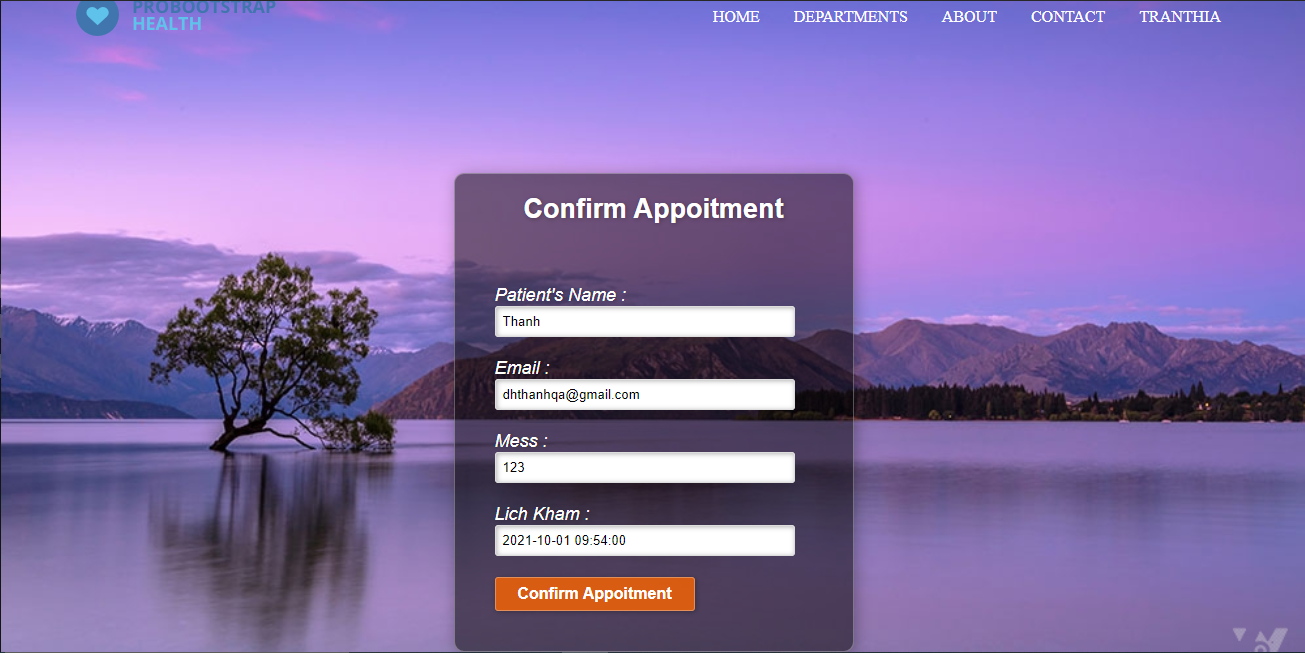 PROBOOTSTRAP
HEALTH
HOME DEPARTMENTS ABOUT CONTACT TRANTHIA
Confirm Appoitment
Patient's Name :
Thanh
Email :
dhthanhqa@gmail.com
Mess :
123
Lich Kham :
2021-10-01 09:54:00
Confirm Appoitment